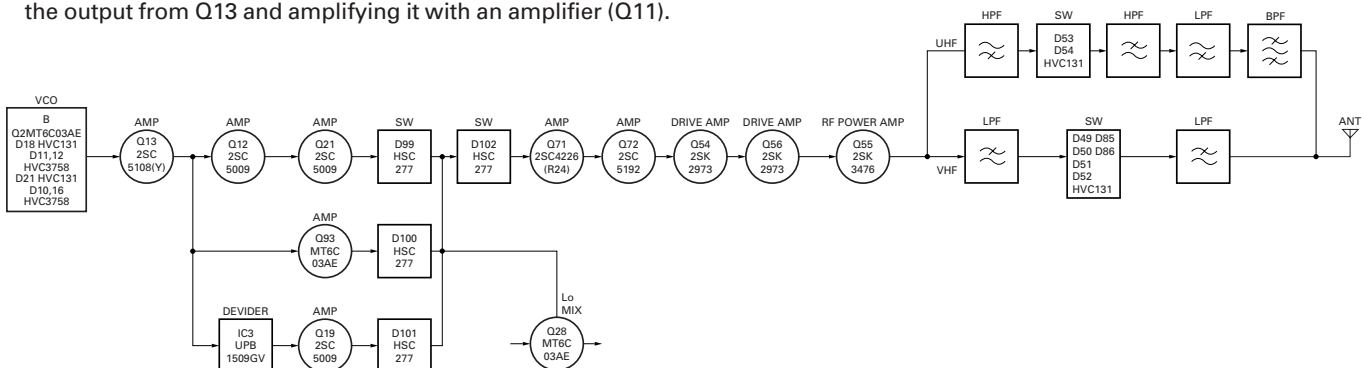 the output from Q13 and amplifying it with an amplifier (Q11).
HPF
SW
HPF
LPF
BPF
UHF
D53
D54
HVC131
VCO
B
Q2MT6C03AE
D18 HVC131
D11,12
HVC3758
D21 HVC131
D10,16
HVC3758
AMP
Q13
2SC
5108(Y)
AMP
Q12
2SC
5009
AMP
Q21
2SC
5009
SW
D99
HSC
277
SW
D102
HSC
277
AMP
Q71
2SC4226
(R24)
AMP
Q72
2SC
5192
DRIVE AMP
Q54
2SK
2973
DRIVE AMP
Q56
2SK
2973
RF POWER AMP
Q55
2SK
3476
VHF
LPF
SW
D49 D85
D50 D86
D51
D52
HVC131
LPF
ANT
AMP
Q93
MT6C
03AE
D100
HSC
277
DEVIDER
IC3
UPB
1509GV
AMP
Q19
2SC
5009
D101
HSC
277
Lo
MIX
Q28
MT6C
03AE